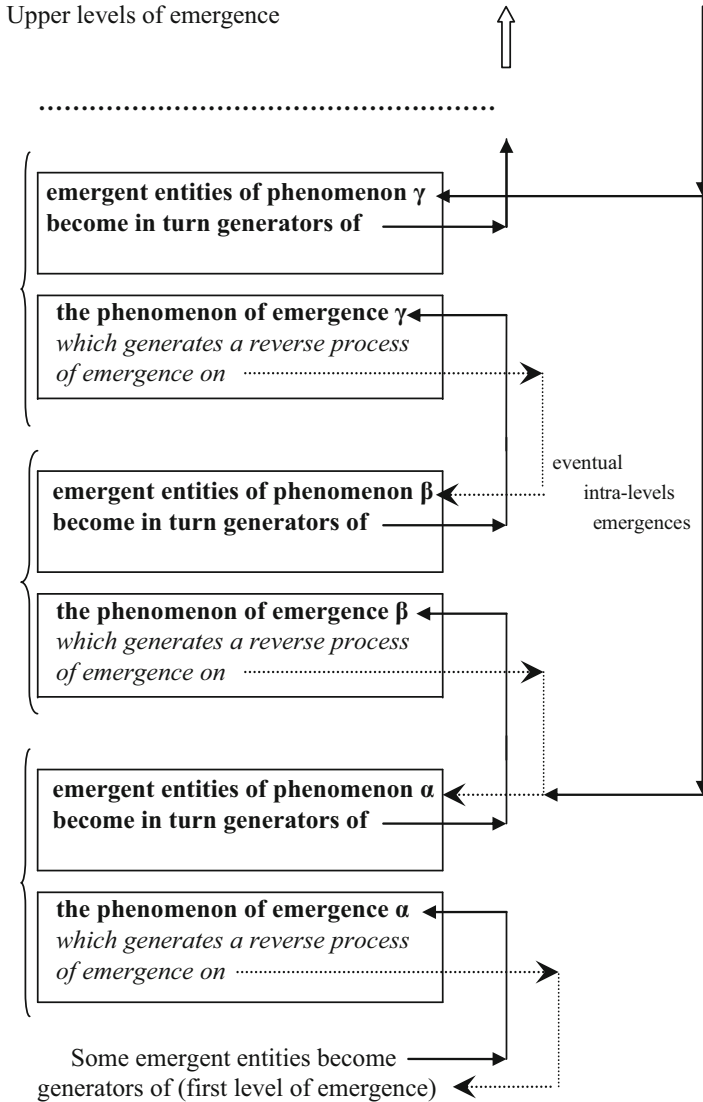 Upper levels of emergence
emergent entities of phenomenon γ
become in turn generators of
the phenomenon of emergence γ
which generates a reverse process
of emergence on
eventual
intra-levels
emergences
emergent entities of phenomenon β
become in turn generators of
the phenomenon of emergence β
which generates a reverse process
of emergence on
emergent entities of phenomenon α
become in turn generators of
the phenomenon of emergence α
which generates a reverse process
of emergence on
Some emergent entities become
generators of (first level of emergence)